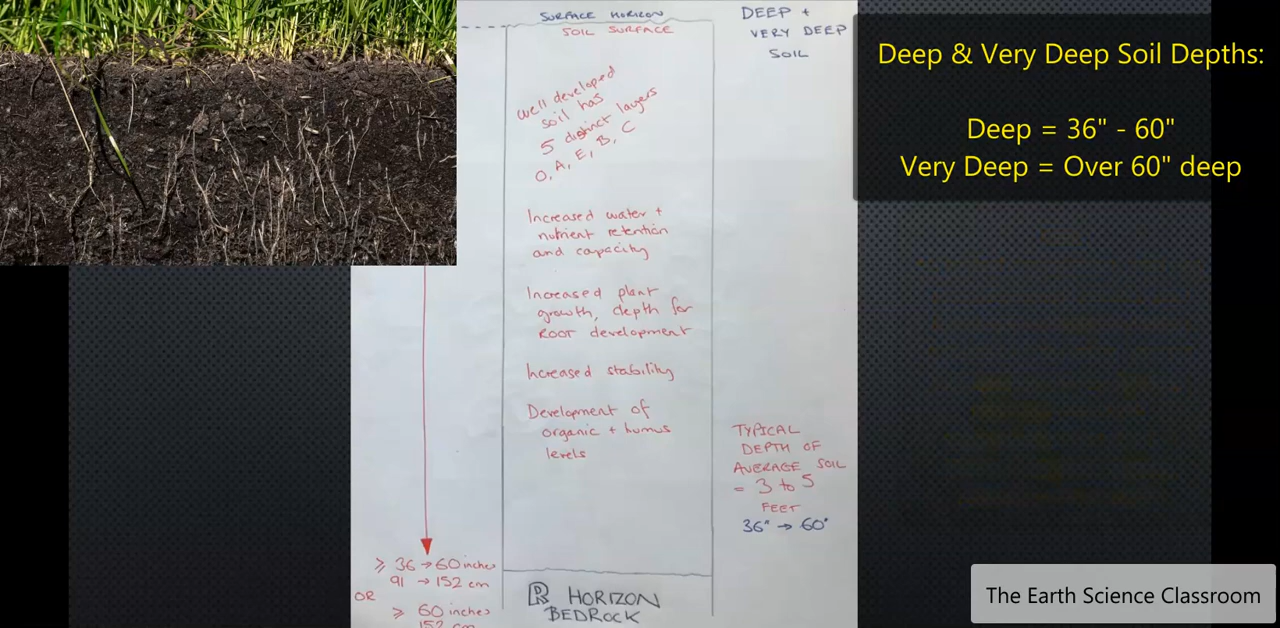 SURFACE HORIZON
SOIL SURFACE
DEEP +
VERY DEEP
SOIL
well developed
soil has
5 distinct layers
O, A, E, B, C
Increased water +
nutrient retention
and capacity
Increased plant
growth, depth for
ROOT development
Increased stability
Development of
organic + humus
levels
TYPICAL
DEPTH OF
AVERAGE SOIL
= 3 to 5
FEET
36" → 60"
≥ 36 → 60 inches
91 → 152 cm
OR
≥ 60 inches
152 cm
R HORIZON
BEDROCK
Deep & Very Deep Soil Depths:
Deep = 36" - 60"
Very Deep = Over 60" deep
The Earth Science Classroom